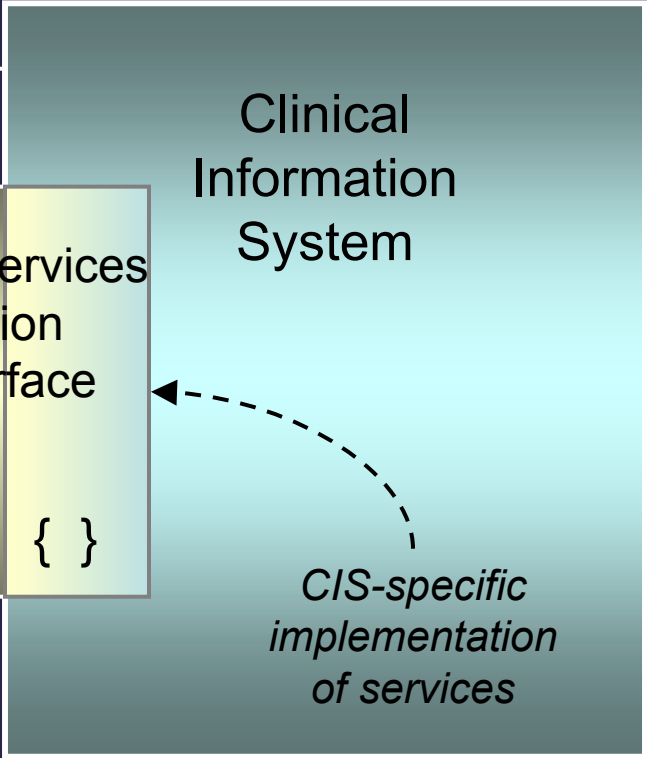 Clinical
Information
System
ervices
ion
rface
{ }
CIS-specific
implementation
of services